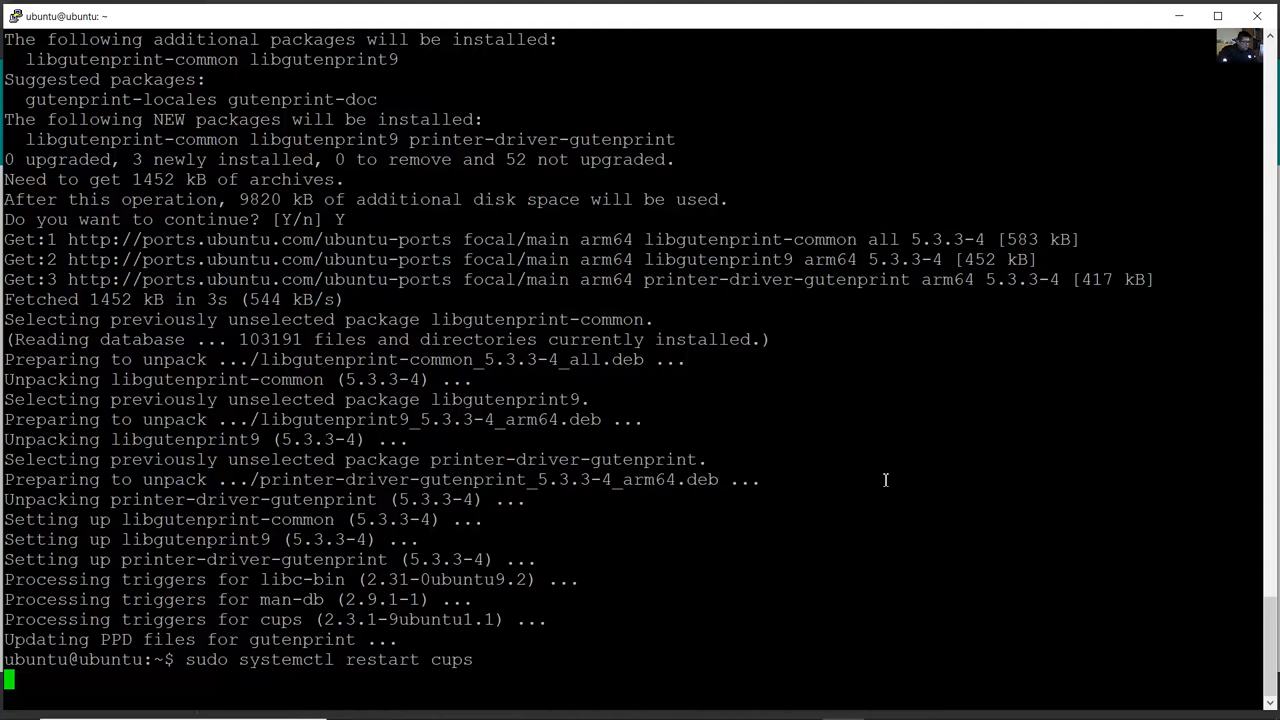 ubuntu@ubuntu: ~
The following additional packages will be installed:
  libgutenprint-common libgutenprint9
Suggested packages:
  gutenprint-locales gutenprint-doc
The following NEW packages will be installed:
  libgutenprint-common libgutenprint9 printer-driver-gutenprint
0 upgraded, 3 newly installed, 0 to remove and 52 not upgraded.
Need to get 1452 kB of archives.
After this operation, 9820 kB of additional disk space will be used.
Do you want to continue? [Y/n] Y
Get:1 http://ports.ubuntu.com/ubuntu-ports focal/main arm64 libgutenprint-common all 5.3.3-4 [583 kB]
Get:2 http://ports.ubuntu.com/ubuntu-ports focal/main arm64 libgutenprint9 arm64 5.3.3-4 [452 kB]
Get:3 http://ports.ubuntu.com/ubuntu-ports focal/main arm64 printer-driver-gutenprint arm64 5.3.3-4 [417 kB]
Fetched 1452 kB in 3s (544 kB/s)
Selecting previously unselected package libgutenprint-common.
(Reading database ... 103191 files and directories currently installed.)
Preparing to unpack .../libgutenprint-common_5.3.3-4_all.deb ...
Unpacking libgutenprint-common (5.3.3-4) ...
Selecting previously unselected package libgutenprint9.
Preparing to unpack .../libgutenprint9_5.3.3-4_arm64.deb ...
Unpacking libgutenprint9 (5.3.3-4) ...
Selecting previously unselected package printer-driver-gutenprint.
Preparing to unpack .../printer-driver-gutenprint_5.3.3-4_arm64.deb ...
Unpacking printer-driver-gutenprint (5.3.3-4) ...
Setting up libgutenprint-common (5.3.3-4) ...
Setting up libgutenprint9 (5.3.3-4) ...
Setting up printer-driver-gutenprint (5.3.3-4) ...
Processing triggers for libc-bin (2.31-0ubuntu9.2) ...
Processing triggers for man-db (2.9.1-1) ...
Processing triggers for cups (2.3.1-9ubuntu1.1) ...
Updating PPD files for gutenprint ...
ubuntu@ubuntu:~$ sudo systemctl restart cups